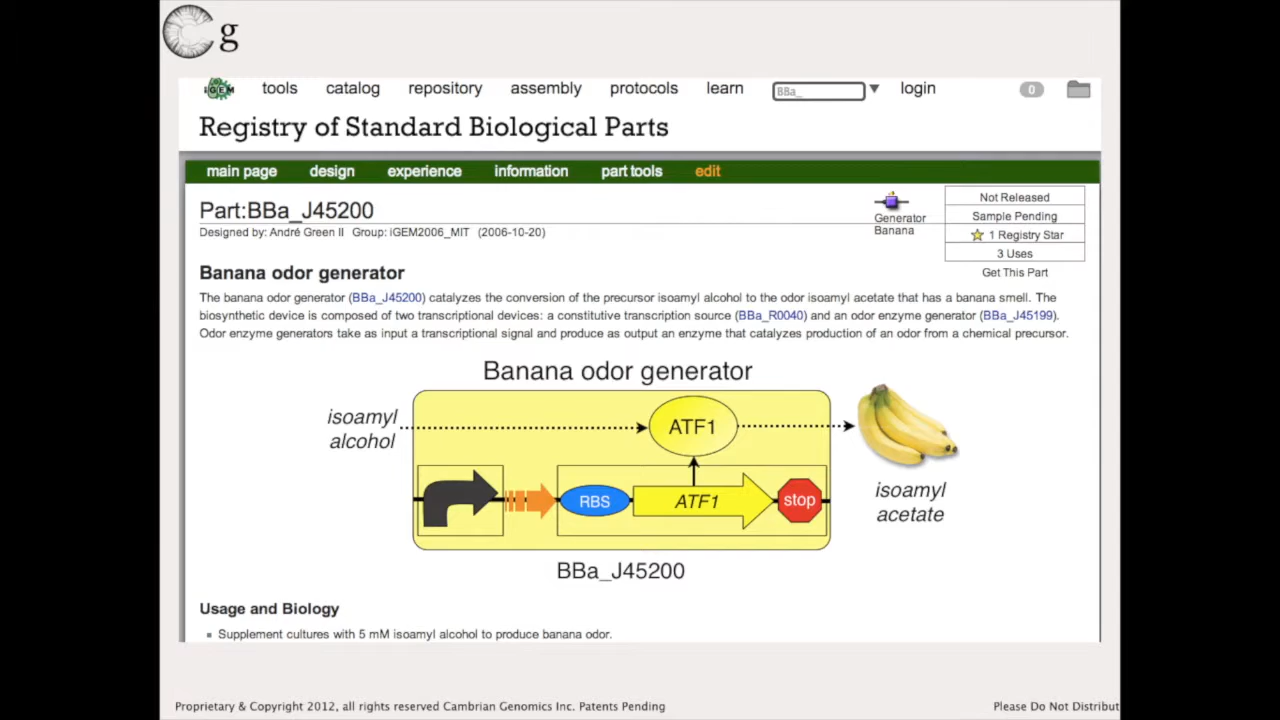 Cg
iGEM tools catalog repository assembly protocols learn BBa_ login 0
Registry of Standard Biological Parts
main page design experience information part tools edit
Part:BBa_J45200
Designed by: André Green II Group: iGEM2006_MIT (2006-10-20)
Generator
Banana
Not Released
Sample Pending
1 Registry Star
3 Uses
Get This Part
Banana odor generator
The banana odor generator (BBa_J45200) catalyzes the conversion of the precursor isoamyl alcohol to the odor isoamyl acetate that has a banana smell. The
biosynthetic device is composed of two transcriptional devices: a constitutive transcription source (BBa_R0040) and an odor enzyme generator (BBa_J45199).
Odor enzyme generators take as input a transcriptional signal and produce as output an enzyme that catalyzes production of an odor from a chemical precursor.
Banana odor generator
isoamyl
alcohol
ATF1
RBS
ATF1
stop
isoamyl
acetate
BBa_J45200
Usage and Biology
Supplement cultures with 5 mM isoamyl alcohol to produce banana odor.
Proprietary & Copyright 2012, all rights reserved Cambrian Genomics Inc. Patents Pending
Please Do Not Distribut